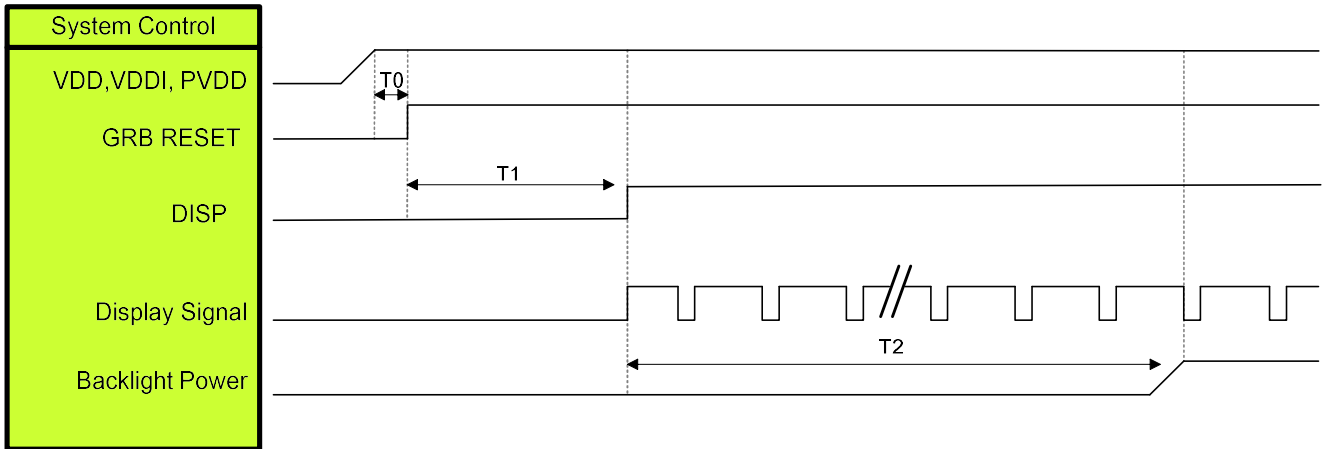 System Control
VDD,VDDI, PVDD
T0
GRB RESET
T1
DISP
Display Signal
T2
Backlight Power